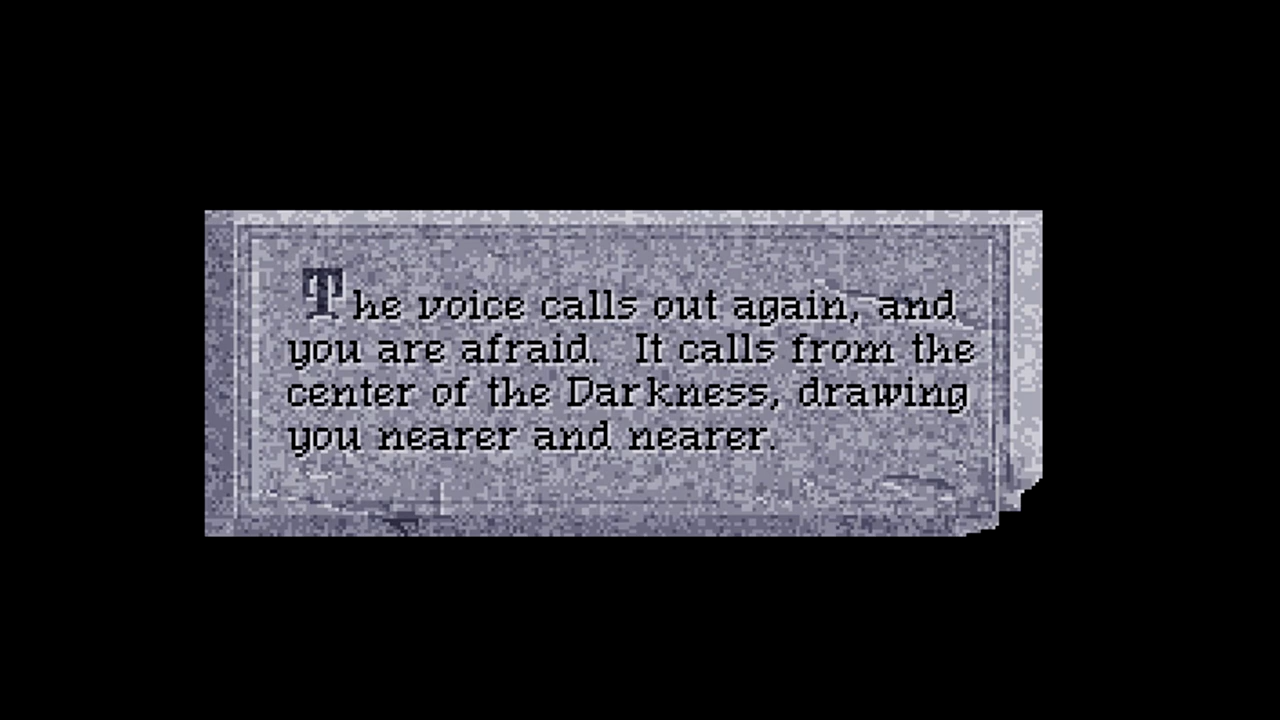 The voice calls out again, and
you are afraid.  It calls from the
center of the Darkness, drawing
you nearer and nearer.